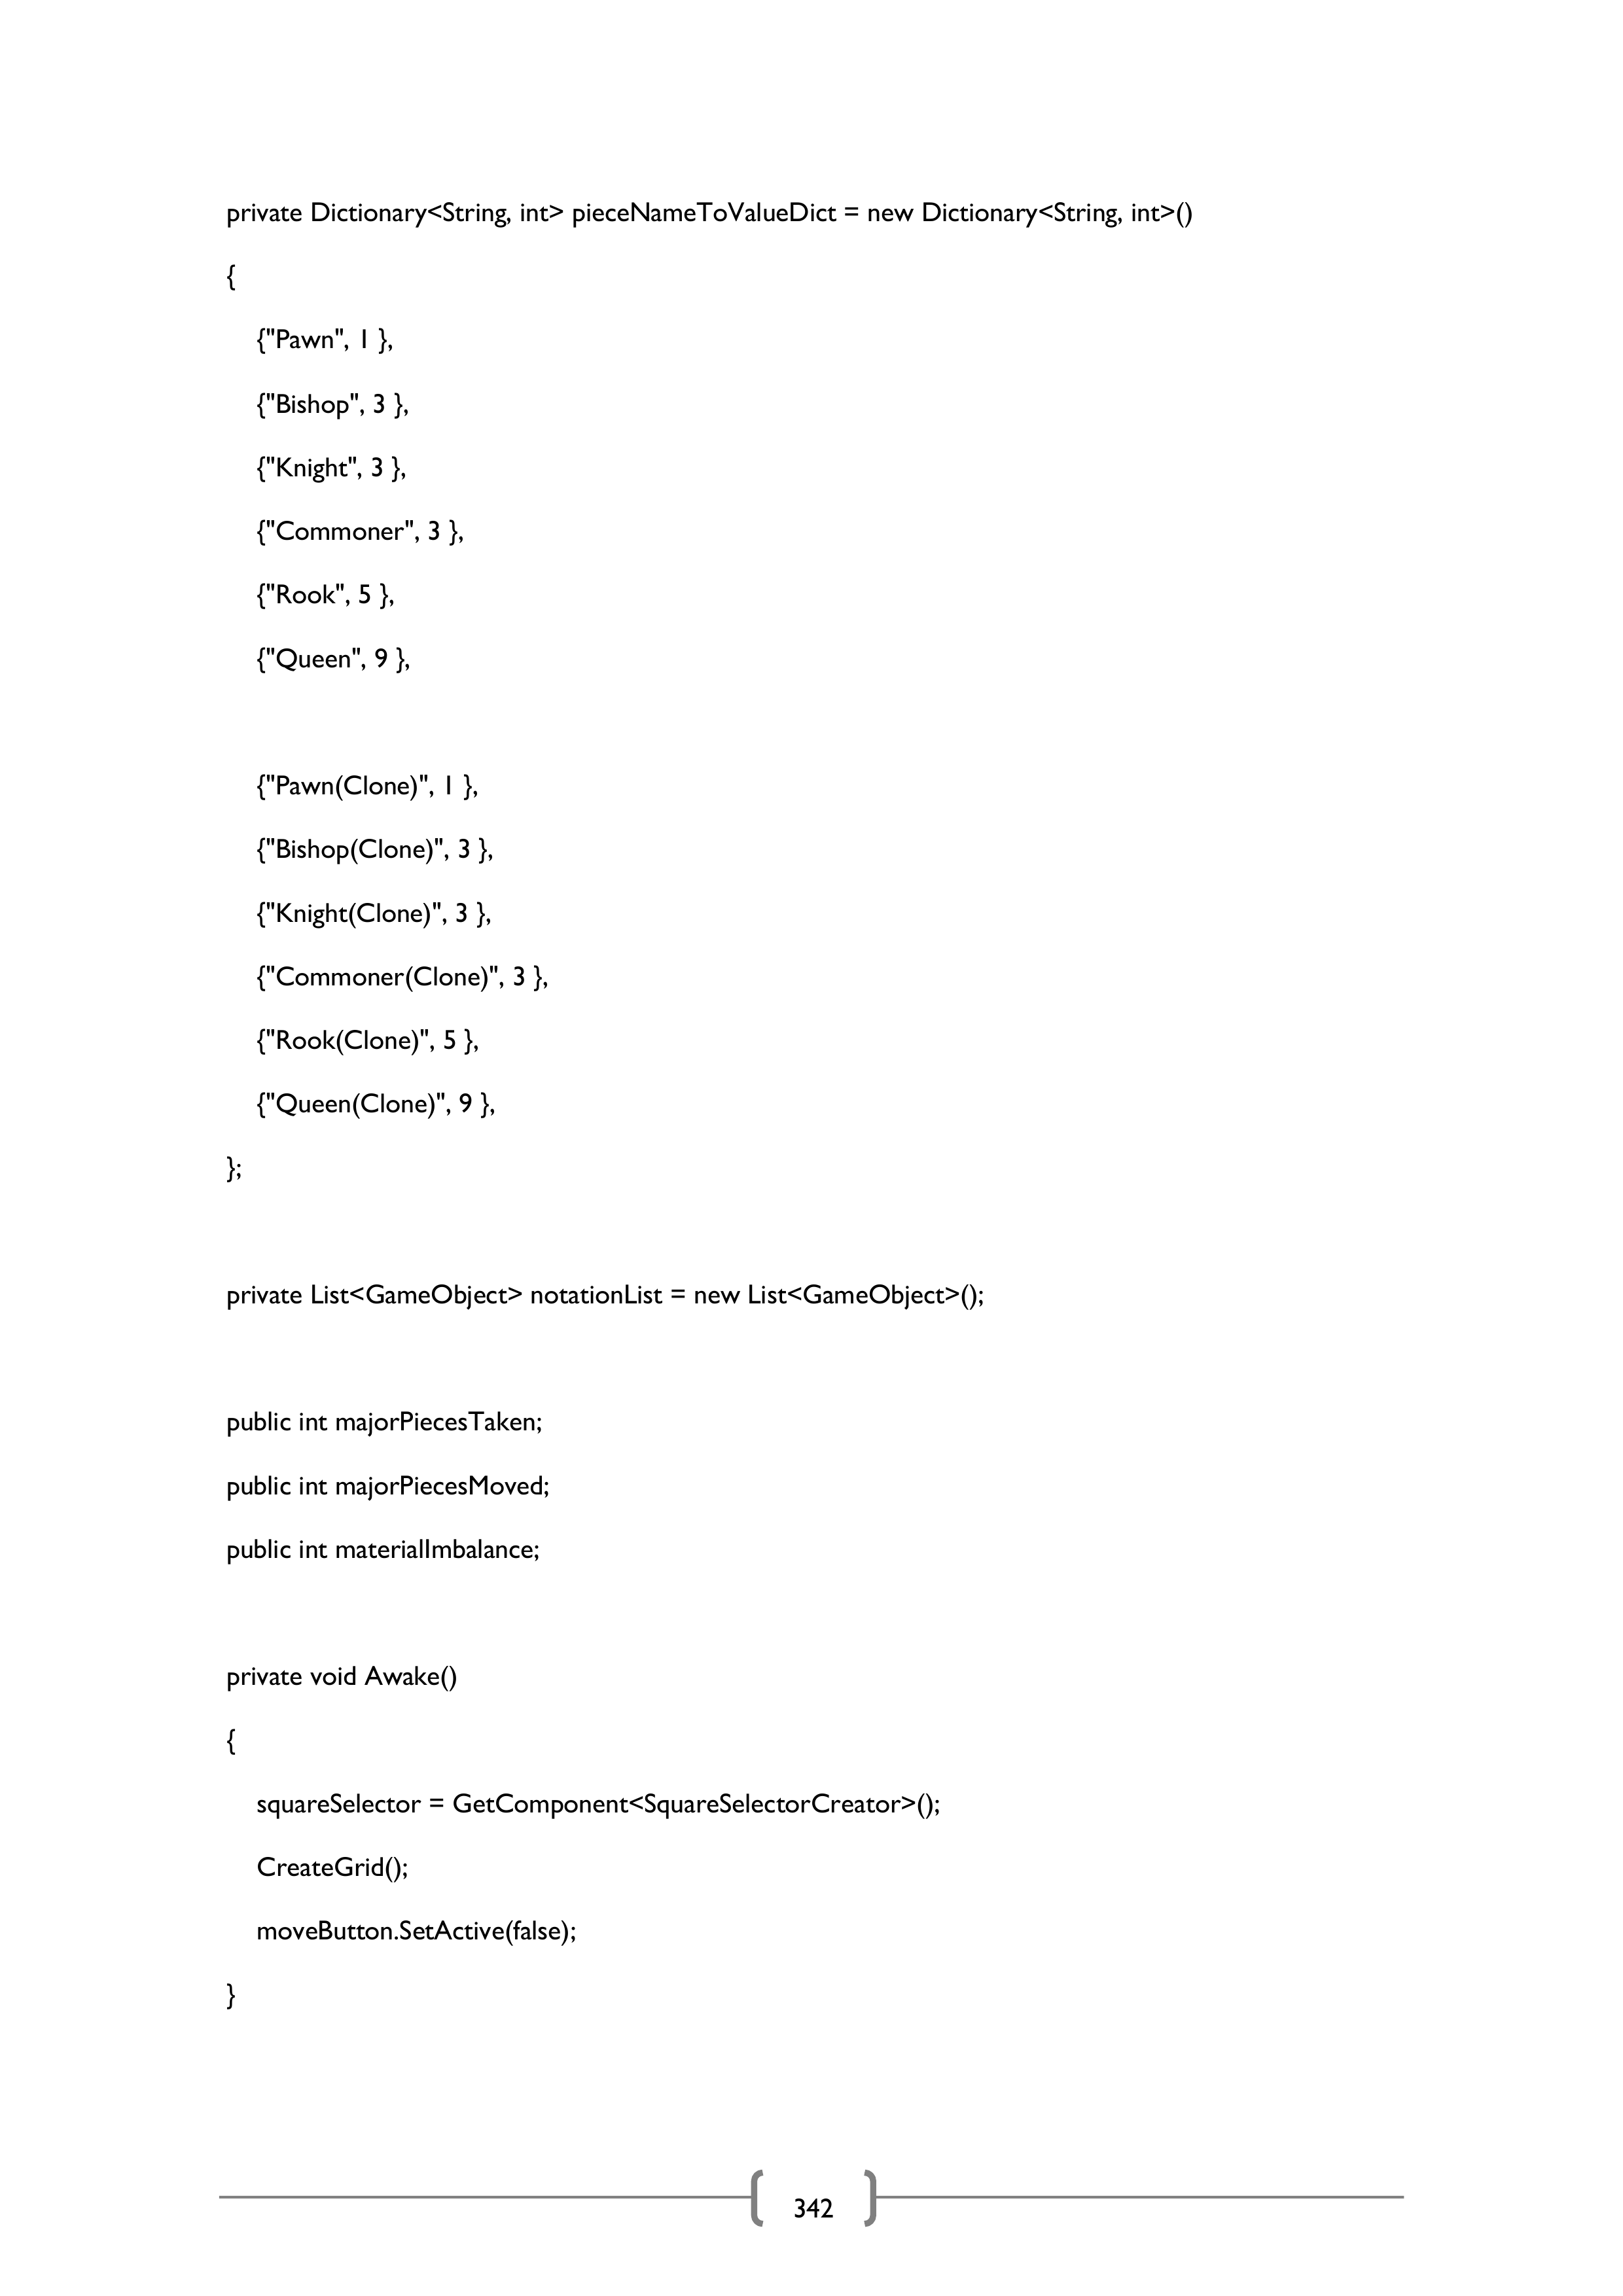 private Dictionary<String, int> pieceNameToValueDict = new Dictionary<String, int>()
{
{"Pawn", 1 },
{"Bishop", 3 },
{"Knight", 3 },
{"Commoner", 3 },
{"Rook", 5 },
{"Queen", 9 },
{"Pawn(Clone)", 1 },
{"Bishop(Clone)", 3 },
{"Knight(Clone)", 3 },
{"Commoner(Clone)", 3 },
{"Rook(Clone)", 5 },
{"Queen(Clone)", 9 },
};
private List<GameObject> notationList = new List<GameObject>();
public int majorPiecesTaken;
public int majorPiecesMoved;
public int materialImbalance;
private void Awake()
{
squareSelector = GetComponent<SquareSelectorCreator>();
CreateGrid();
moveButton.SetActive(false);
}
342